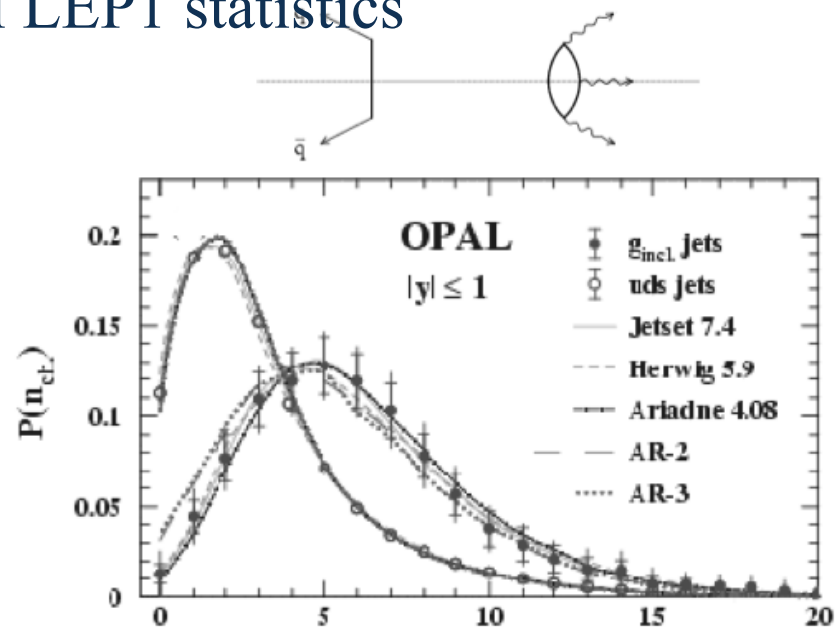 LEP1 statistics
q̄
OPAL
|y| ≤ 1
g_incl. jets
uds jets
Jetset 7.4
Herwig 5.9
Ariadne 4.08
AR-2
AR-3
P(n_ch.)
0.2
0.15
0.1
0.05
0
0 5 10 15 20